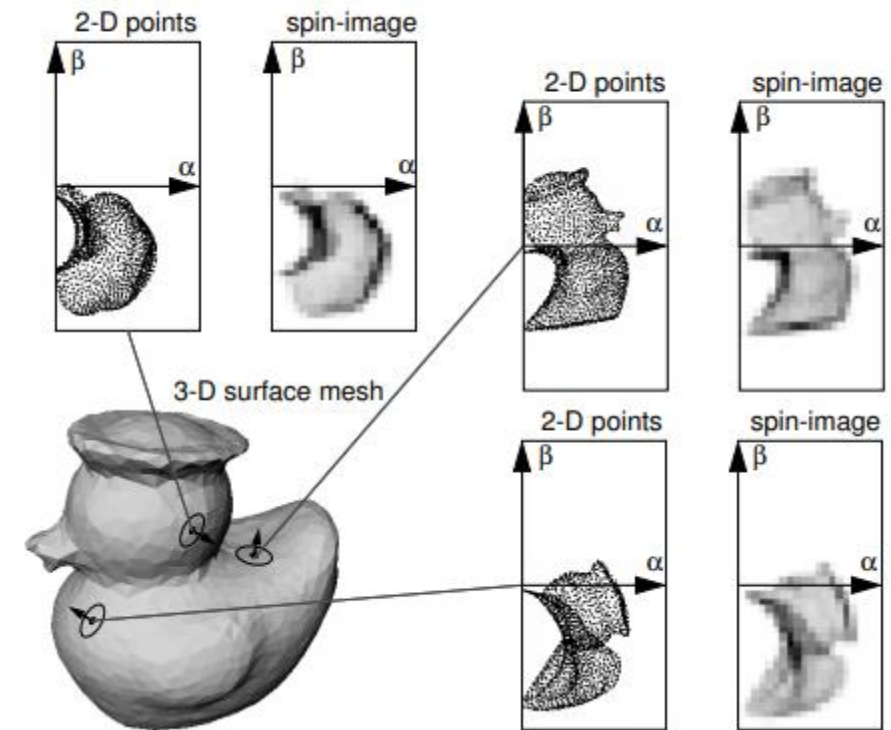 2-D points
spin-image
β
β
α
α
2-D points
spin-image
β
β
α
α
3-D surface mesh
2-D points
spin-image
β
β
α
α